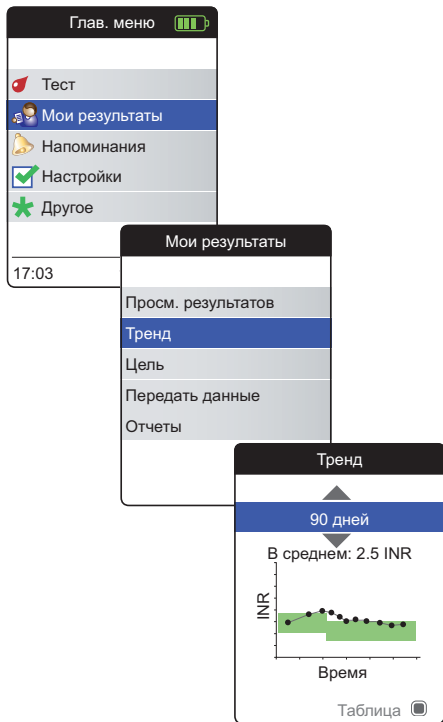 Глав. меню
Тест
Мои результаты
Напоминания
Настройки
Другое
17:03
Мои результаты
Просм. результатов
Тренд
Цель
Передать данные
Отчеты
Тренд
90 дней
В среднем: 2.5 INR
INR
Время
Таблица